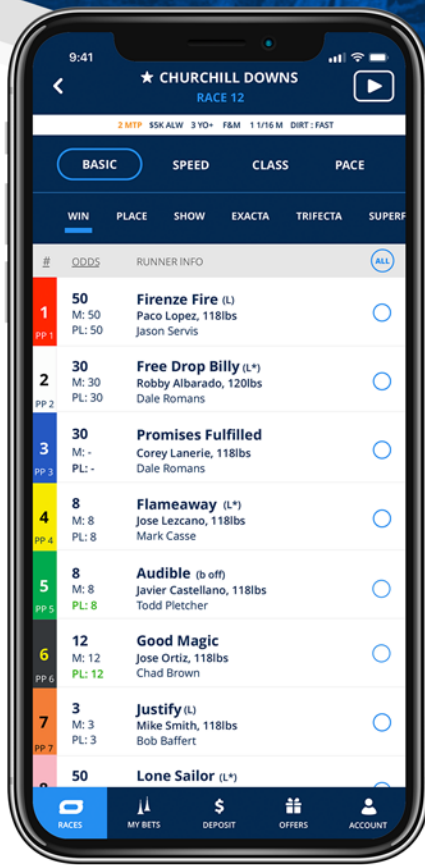 9:41
★ CHURCHILL DOWNS
RACE 12
2 MTP $5K ALW 3 YO+ F&M 1 1/16 M DIRT : FAST
BASIC SPEED CLASS PACE
WIN PLACE SHOW EXACTA TRIFECTA SUPERF
# ODDS RUNNER INFO ALL
50 Firenze Fire (L)
1 M: 50 Paco Lopez, 118lbs
PP 1 PL: 50 Jason Servis
30 Free Drop Billy (L*)
2 M: 30 Robby Albarado, 120lbs
PP 2 PL: 30 Dale Romans
30 Promises Fulfilled
3 M: - Corey Lanerie, 118lbs
PP 3 PL: - Dale Romans
8 Flameaway (L*)
4 M: 8 Jose Lezcano, 118lbs
PP 4 PL: 8 Mark Casse
8 Audible (b off)
5 M: 8 Javier Castellano, 118lbs
PP 5 PL: 8 Todd Pletcher
12 Good Magic
6 M: 12 Jose Ortiz, 118lbs
PP 6 PL: 12 Chad Brown
3 Justify (L)
7 M: 3 Mike Smith, 118lbs
PP 7 PL: 3 Bob Baffert
50 Lone Sailor (L*)
RACES MY BETS DEPOSIT OFFERS ACCOUNT